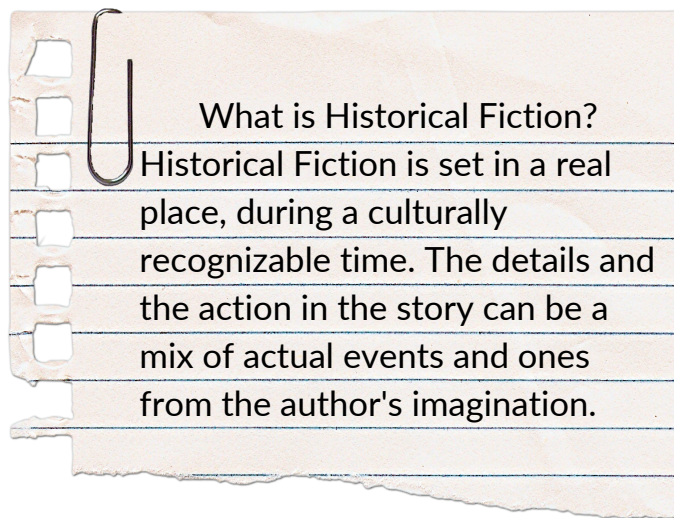 What is Historical Fiction?
Historical Fiction is set in a real
place, during a culturally
recognizable time. The details and
the action in the story can be a
mix of actual events and ones
from the author's imagination.